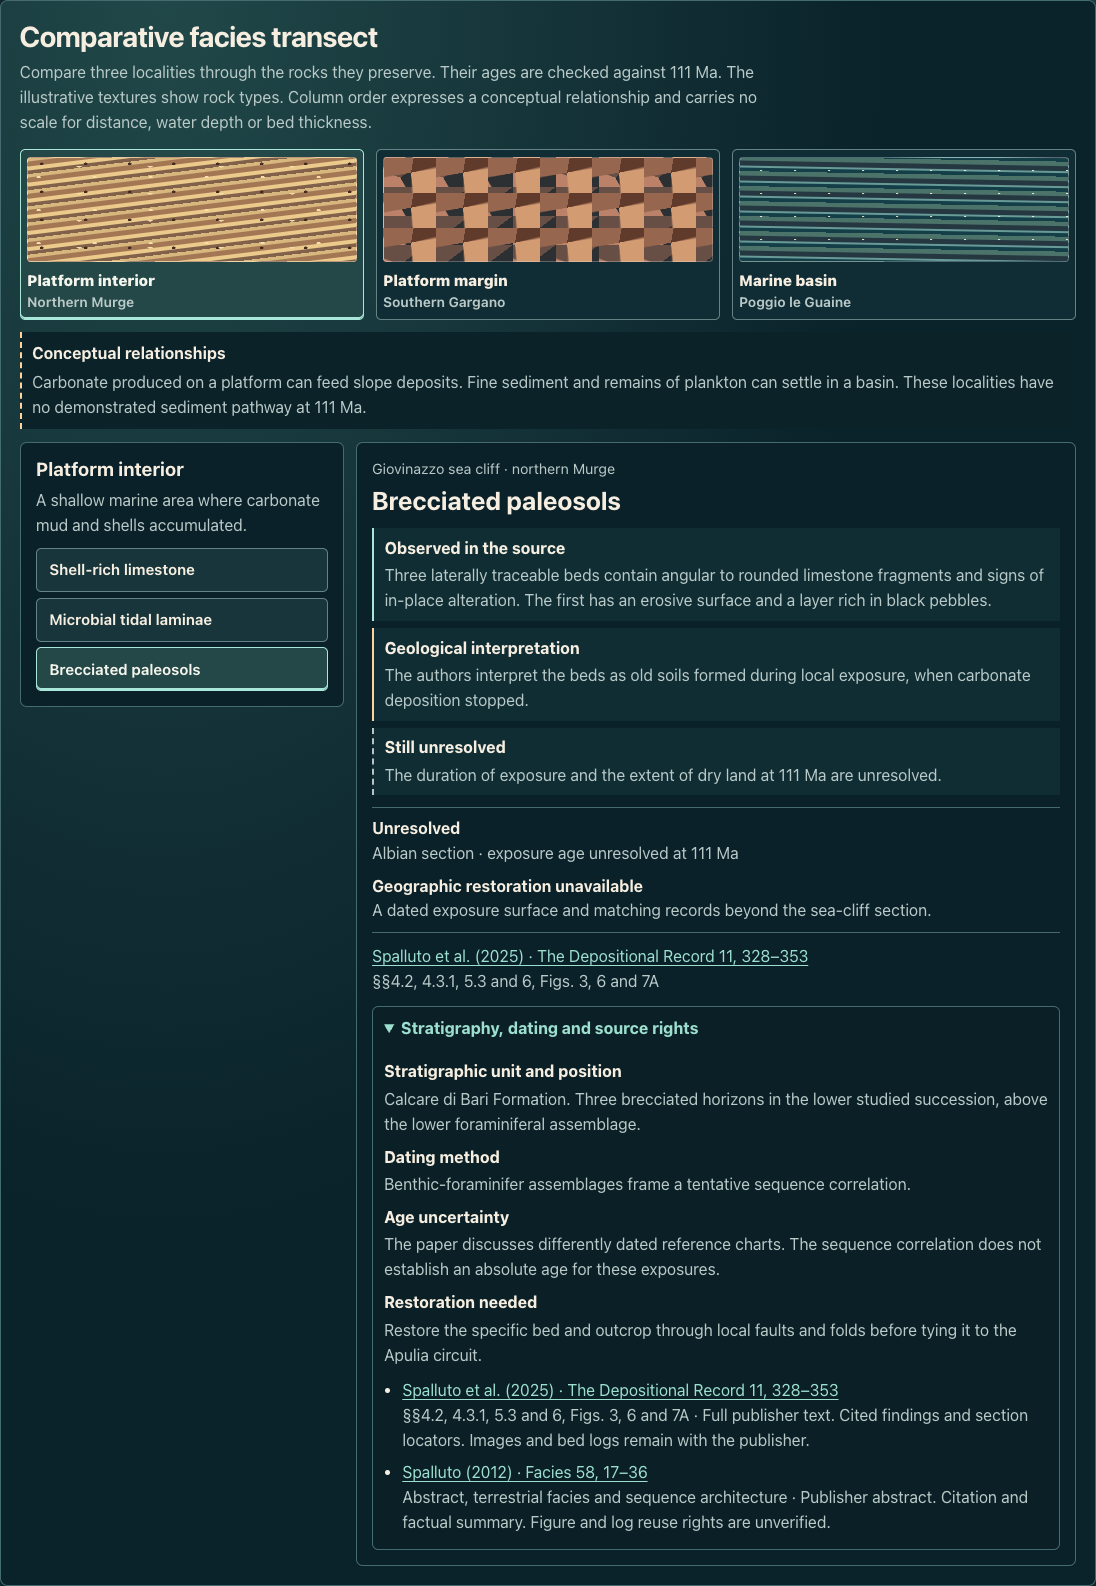 Comparative facies transect
Compare three localities through the rocks they preserve. Their ages are checked against 111 Ma. The
illustrative textures show rock types. Column order expresses a conceptual relationship and carries no
scale for distance, water depth or bed thickness.
Platform interior
Northern Murge
Platform margin
Southern Gargano
Marine basin
Poggio le Guaine
Conceptual relationships
Carbonate produced on a platform can feed slope deposits. Fine sediment and remains of plankton can settle in a basin. These localities have
no demonstrated sediment pathway at 111 Ma.
Platform interior
A shallow marine area where carbonate
mud and shells accumulated.
Shell-rich limestone
Microbial tidal laminae
Brecciated paleosols
Giovinazzo sea cliff · northern Murge
Brecciated paleosols
Observed in the source
Three laterally traceable beds contain angular to rounded limestone fragments and signs of
in-place alteration. The first has an erosive surface and a layer rich in black pebbles.
Geological interpretation
The authors interpret the beds as old soils formed during local exposure, when carbonate
deposition stopped.
Still unresolved
The duration of exposure and the extent of dry land at 111 Ma are unresolved.
Unresolved
Albian section · exposure age unresolved at 111 Ma
Geographic restoration unavailable
A dated exposure surface and matching records beyond the sea-cliff section.
Spalluto et al. (2025) · The Depositional Record 11, 328–353
§§4.2, 4.3.1, 5.3 and 6, Figs. 3, 6 and 7A
▼ Stratigraphy, dating and source rights
Stratigraphic unit and position
Calcare di Bari Formation. Three brecciated horizons in the lower studied succession, above
the lower foraminiferal assemblage.
Dating method
Benthic-foraminifer assemblages frame a tentative sequence correlation.
Age uncertainty
The paper discusses differently dated reference charts. The sequence correlation does not
establish an absolute age for these exposures.
Restoration needed
Restore the specific bed and outcrop through local faults and folds before tying it to the
Apulia circuit.
• Spalluto et al. (2025) · The Depositional Record 11, 328–353
§§4.2, 4.3.1, 5.3 and 6, Figs. 3, 6 and 7A · Full publisher text. Cited findings and section
locators. Images and bed logs remain with the publisher.
• Spalluto (2012) · Facies 58, 17–36
Abstract, terrestrial facies and sequence architecture · Publisher abstract. Citation and
factual summary. Figure and log reuse rights are unverified.